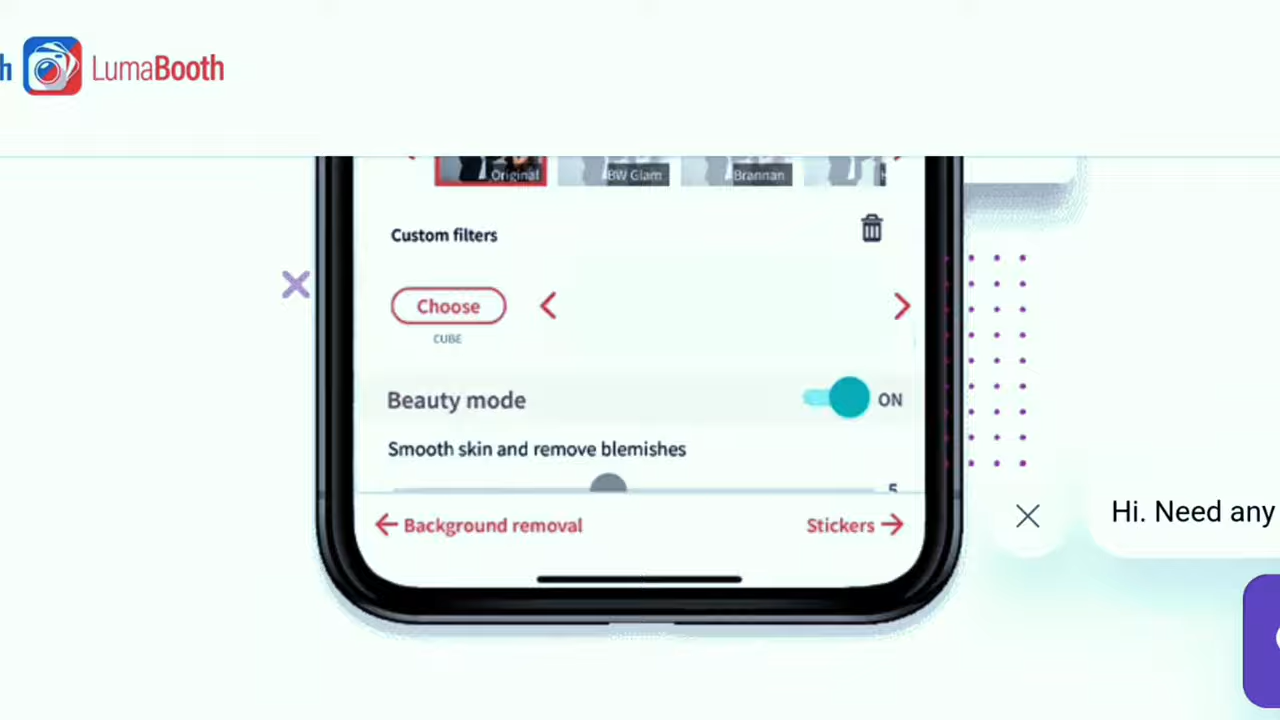 h LumaBooth
Original BW Glam Brannan
Custom filters
Choose
CUBE
Beauty mode ON
Smooth skin and remove blemishes
5
Background removal Stickers
Hi. Need any